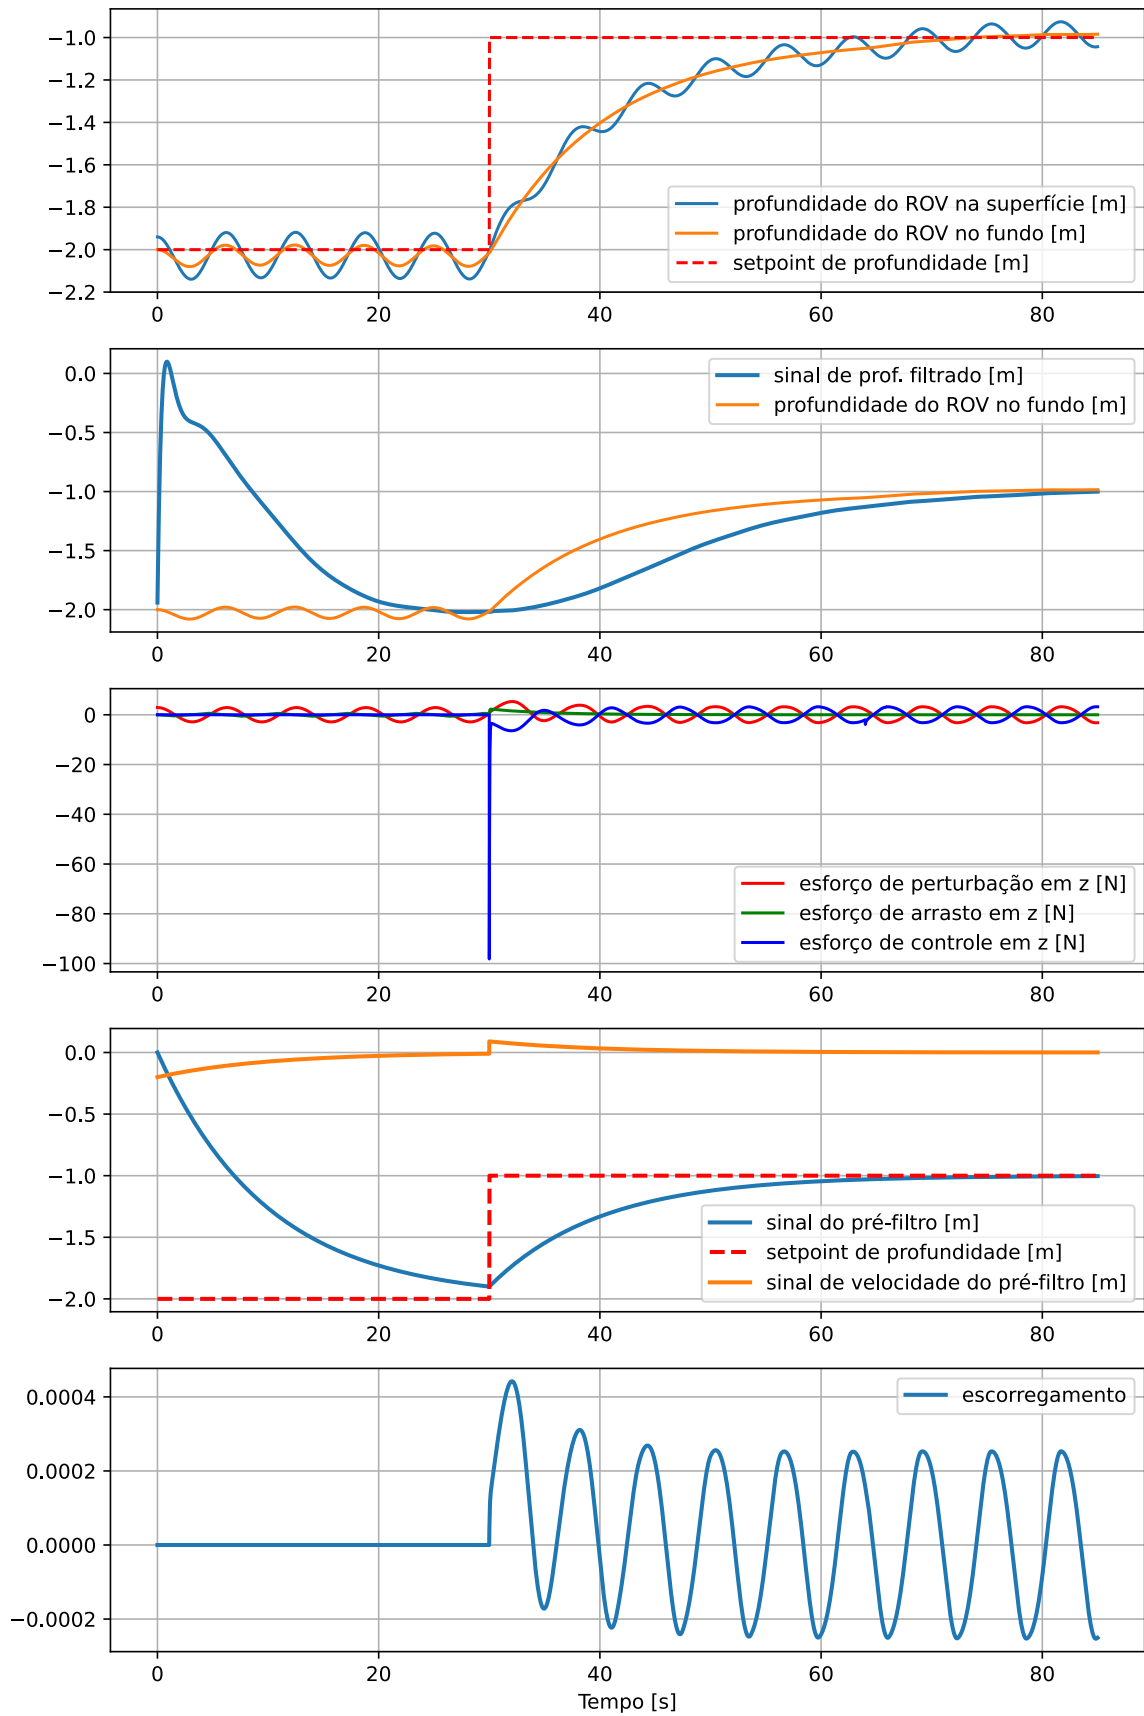 −1.0
−1.2
−1.4
−1.6
−1.8
−2.0
−2.2
profundidade do ROV na superfície [m]
profundidade do ROV no fundo [m]
setpoint de profundidade [m]
0 20 40 60 80
0.0
−0.5
−1.0
−1.5
−2.0
sinal de prof. filtrado [m]
profundidade do ROV no fundo [m]
0 20 40 60 80
0
−20
−40
−60
−80
−100
esforço de perturbação em z [N]
esforço de arrasto em z [N]
esforço de controle em z [N]
0 20 40 60 80
0.0
−0.5
−1.0
−1.5
−2.0
sinal do pré-filtro [m]
setpoint de profundidade [m]
sinal de velocidade do pré-filtro [m]
0 20 40 60 80
0.0004
0.0002
0.0000
−0.0002
escorregamento
0 20 40 60 80
Tempo [s]